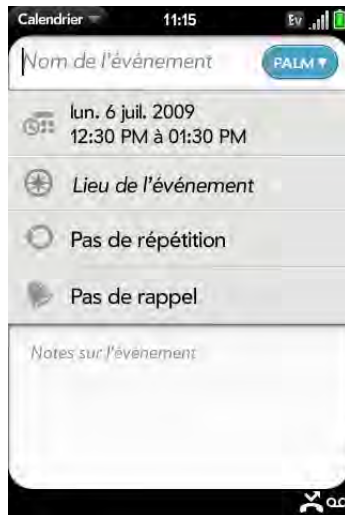 Calendrier
11:15
Ev
Nom de l'événement
PALM
lun. 6 juil. 2009
12:30 PM à 01:30 PM
Lieu de l'événement
Pas de répétition
Pas de rappel
Notes sur l'événement